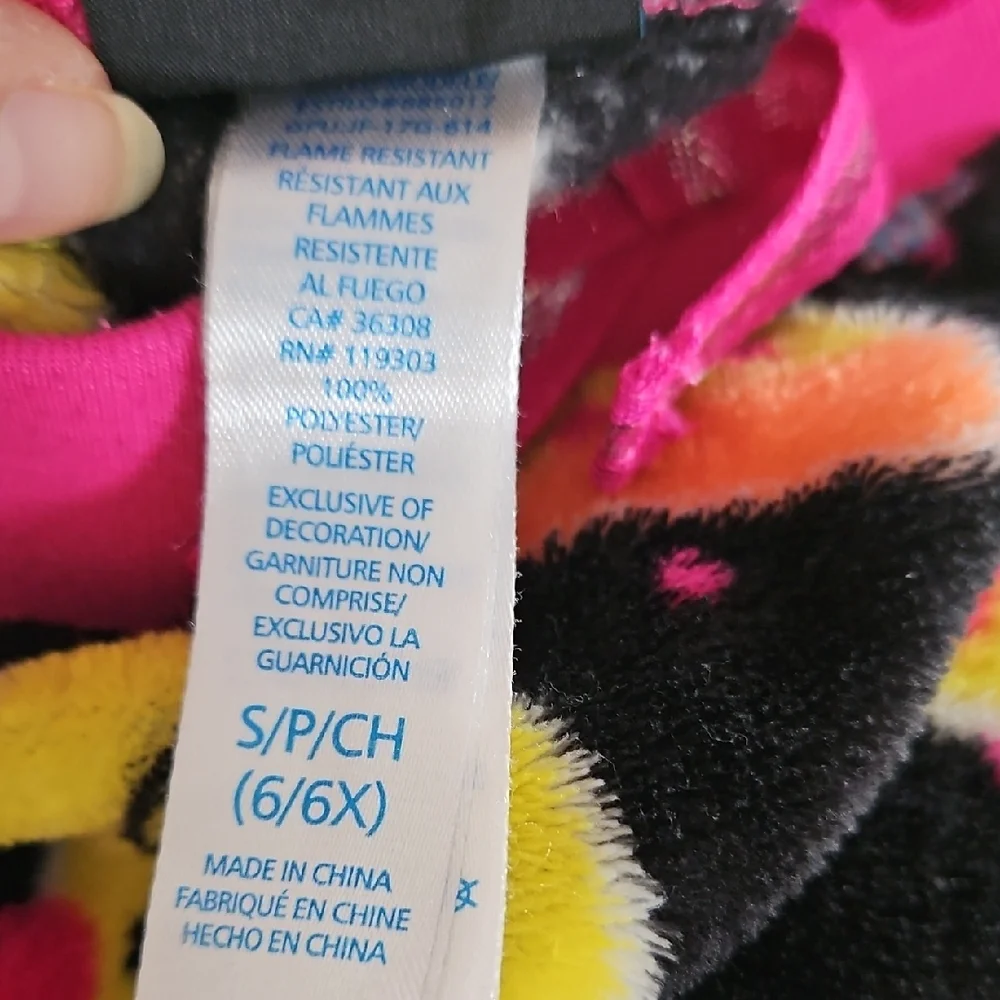 FLAME RESISTANT
RÉSISTANT AUX
FLAMMES
RESISTENTE
AL FUEGO
CA# 36308
RN# 119303
100%
POLYESTER/
POLIÉSTER
EXCLUSIVE OF
DECORATION/
GARNITURE NON
COMPRISE/
EXCLUSIVO LA
GUARNICIÓN
S/P/CH
(6/6X)
MADE IN CHINA
FABRIQUÉ EN CHINE
HECHO EN CHINA